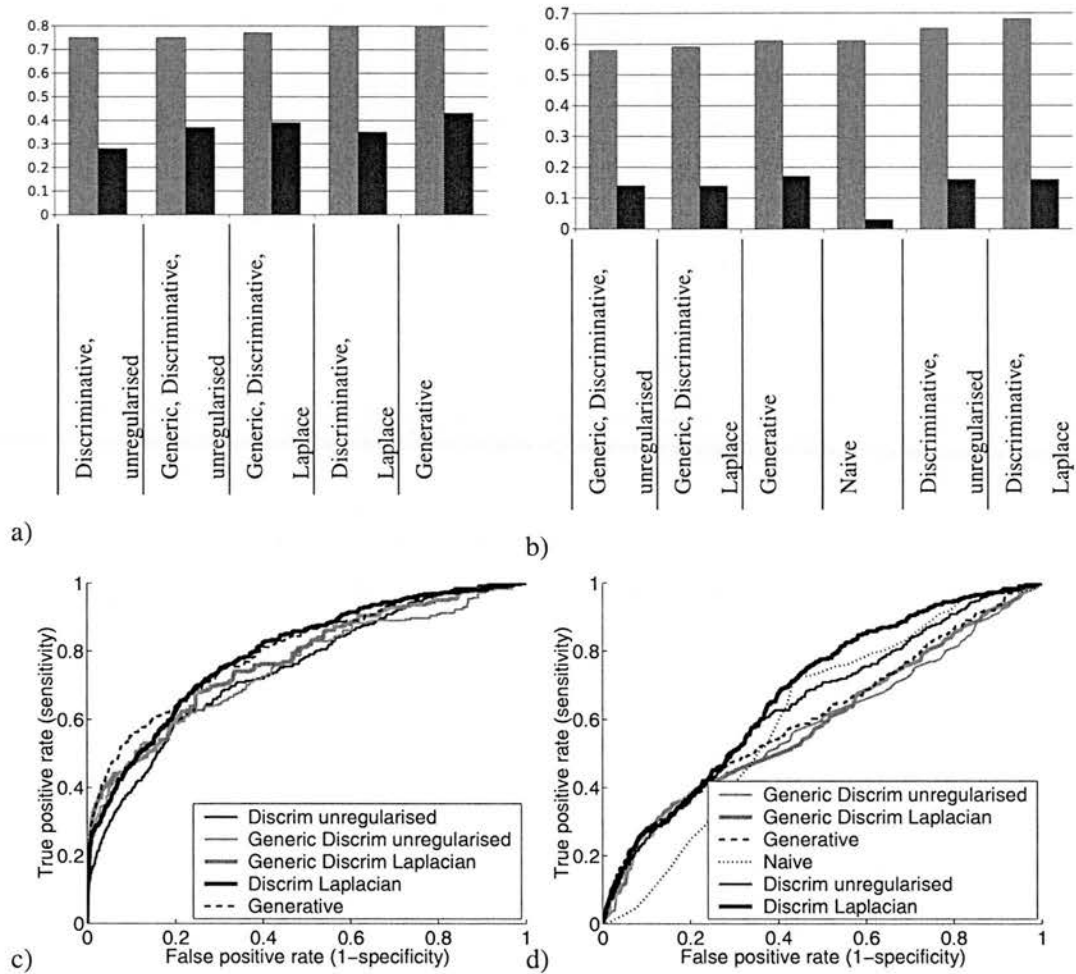 0.8
0.7
0.6
0.5
0.4
0.3
0.2
0.1
0
Discriminative,
unregularised
Generic, Discriminative,
unregularised
Generic, Discriminative,
Laplace
Discriminative,
Laplace
Generative
a)
0.7
0.6
0.5
0.4
0.3
0.2
0.1
0
Generic, Discriminative,
unregularised
Generic, Discriminative,
Laplace
Generative
Naive
Discriminative,
unregularised
Discriminative,
Laplace
b)
True positive rate (sensitivity)
1
0.8
0.6
0.4
0.2
0
Discrim unregularised
Generic Discrim unregularised
Generic Discrim Laplacian
Discrim Laplacian
Generative
0 0.2 0.4 0.6 0.8 1
False positive rate (1-specificity)
c)
True positive rate (sensitivity)
1
0.8
0.6
0.4
0.2
0
Generic Discrim unregularised
Generic Discrim Laplacian
Generative
Naive
Discrim unregularised
Discrim Laplacian
0 0.2 0.4 0.6 0.8 1
False positive rate (1-specificity)
d)